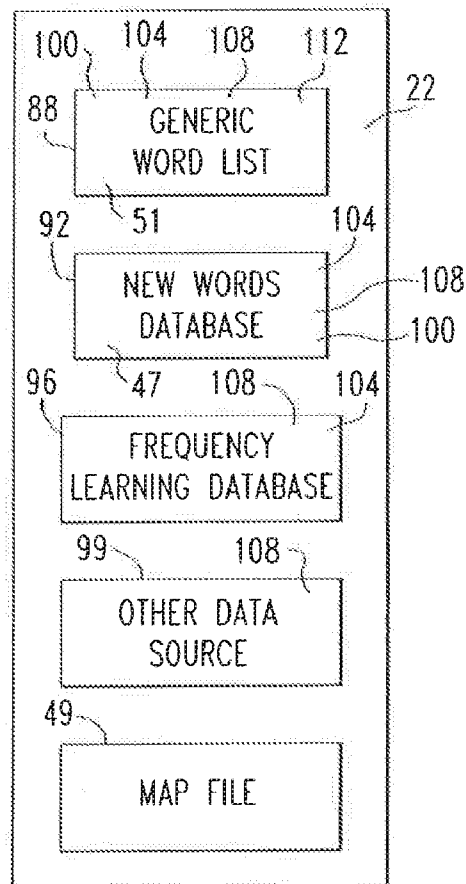 100 104 108 112
22
88
GENERIC
WORD LIST
51
92
104
NEW WORDS
DATABASE
108
100
47
96
108
104
FREQUENCY
LEARNING DATABASE
99
108
OTHER DATA
SOURCE
49
MAP FILE